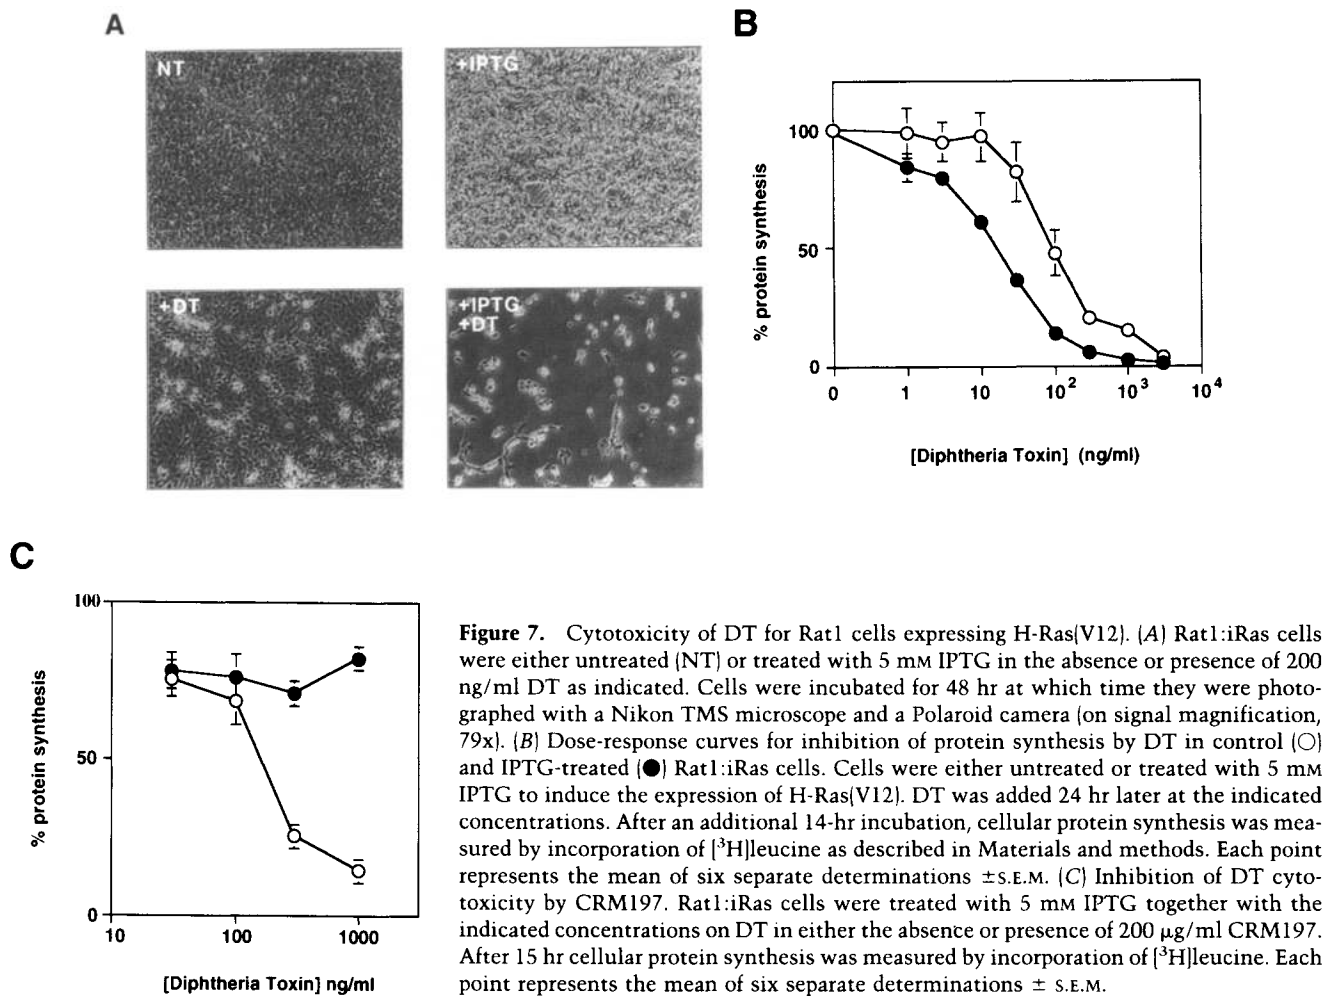 A
NT
+IPTG
+DT
+IPTG
+DT
B
100
50
0
% protein synthesis
0 1 10 10² 10³ 10⁴
[Diphtheria Toxin] (ng/ml)
C
100
50
0
% protein synthesis
10 100 1000
[Diphtheria Toxin] ng/ml
Figure 7. Cytotoxicity of DT for Rat1 cells expressing H-Ras(V12). (A) Rat1:iRas cells
were either untreated (NT) or treated with 5 mM IPTG in the absence or presence of 200
ng/ml DT as indicated. Cells were incubated for 48 hr at which time they were photo-
graphed with a Nikon TMS microscope and a Polaroid camera (on signal magnification,
79x). (B) Dose-response curves for inhibition of protein synthesis by DT in control (○)
and IPTG-treated (●) Rat1:iRas cells. Cells were either untreated or treated with 5 mM
IPTG to induce the expression of H-Ras(V12). DT was added 24 hr later at the indicated
concentrations. After an additional 14-hr incubation, cellular protein synthesis was mea-
sured by incorporation of [³H]leucine as described in Materials and methods. Each point
represents the mean of six separate determinations ±S.E.M. (C) Inhibition of DT cyto-
toxicity by CRM197. Rat1:iRas cells were treated with 5 mM IPTG together with the
indicated concentrations on DT in either the absence or presence of 200 µg/ml CRM197.
After 15 hr cellular protein synthesis was measured by incorporation of [³H]leucine. Each
point represents the mean of six separate determinations ± S.E.M.